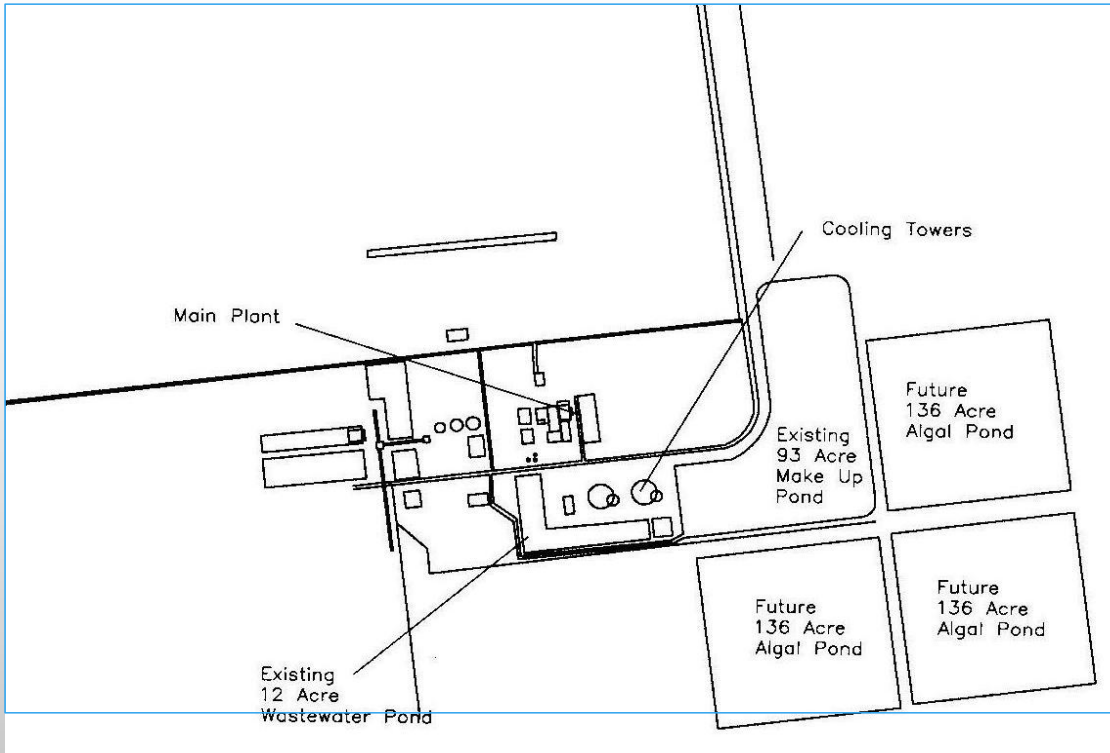 Cooling Towers
Main Plant
Future
136 Acre
Algal Pond
Existing
93 Acre
Make Up
Pond
Future
136 Acre
Algal Pond
Future
136 Acre
Algal Pond
Existing
12 Acre
Wastewater Pond